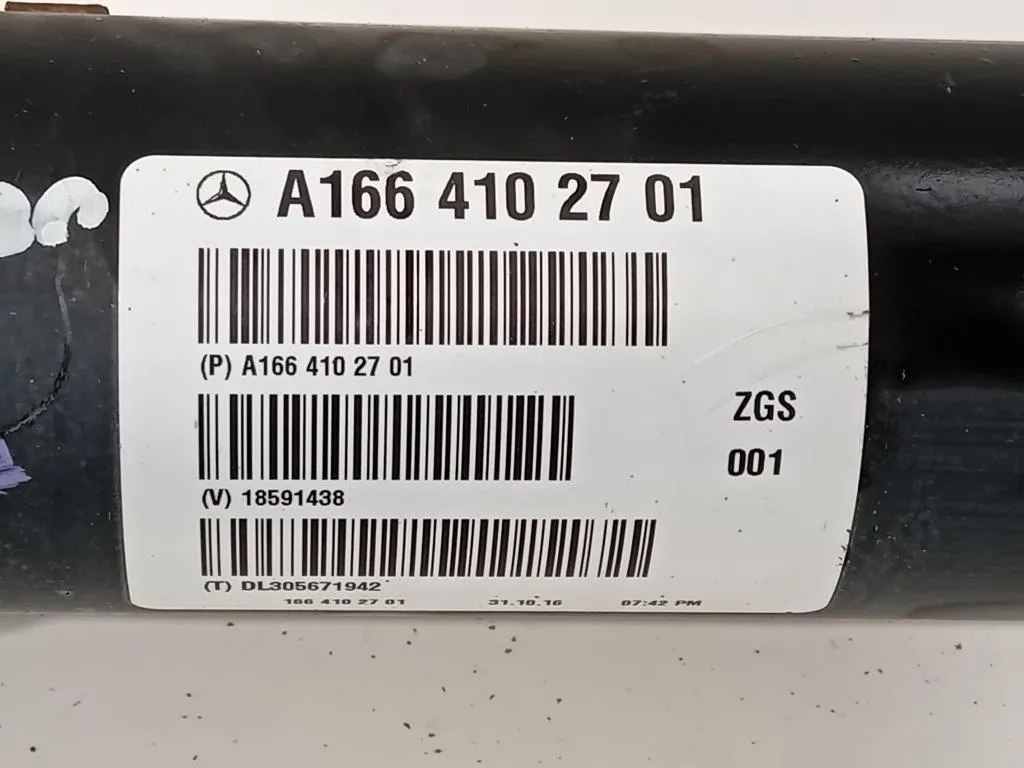 A166 410 27 01
(P) A166 410 27 01
ZGS
001
(V) 18591438
(T) DL305671942
166 410 27 01 31.10.16 07:42 PM